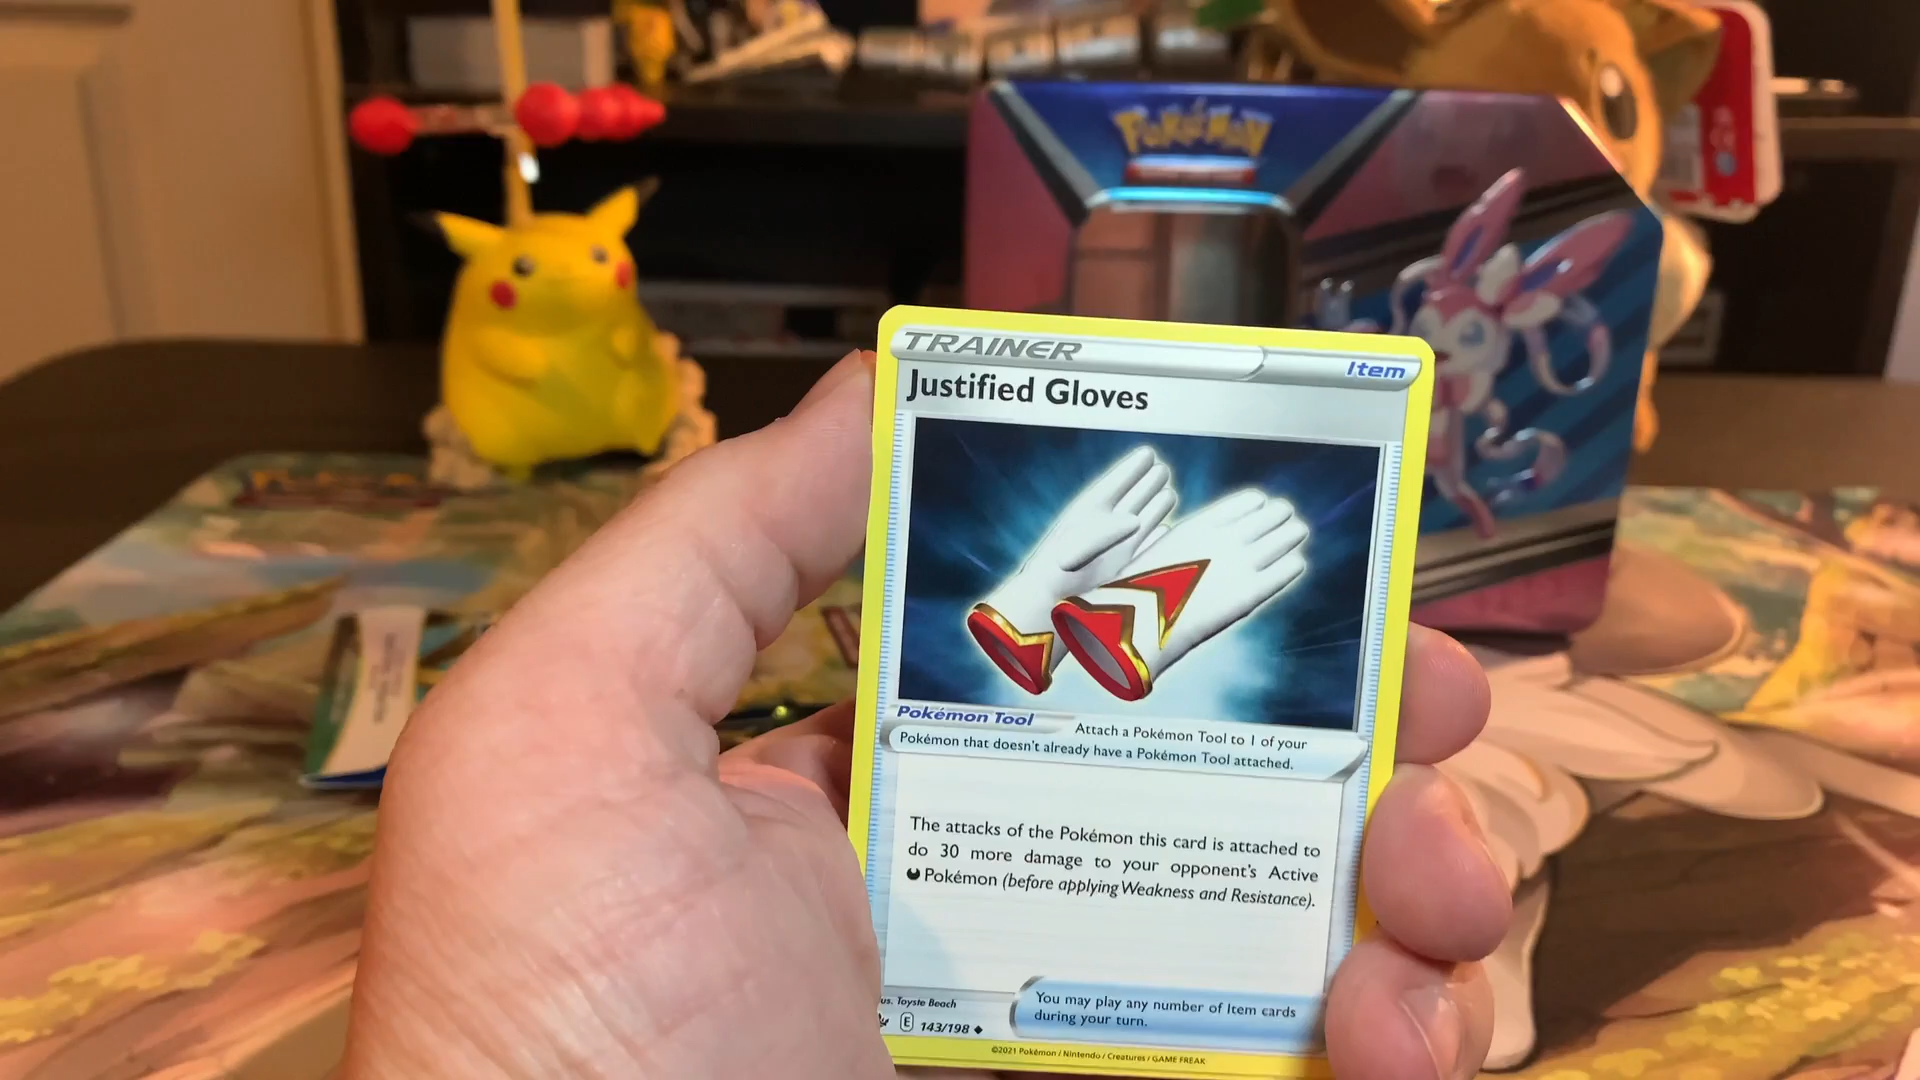 Pokémon
TRAINER
Item
Justified Gloves
Pokémon Tool
Attach a Pokémon Tool to 1 of your
Pokémon that doesn't already have a Pokémon Tool attached.
The attacks of the Pokémon this card is attached to
do 30 more damage to your opponent's Active
Pokémon (before applying Weakness and Resistance).
us. Toyste Beach
E 143/198
You may play any number of Item cards
during your turn.
©2021 Pokémon / Nintendo / Creatures / GAME FREAK